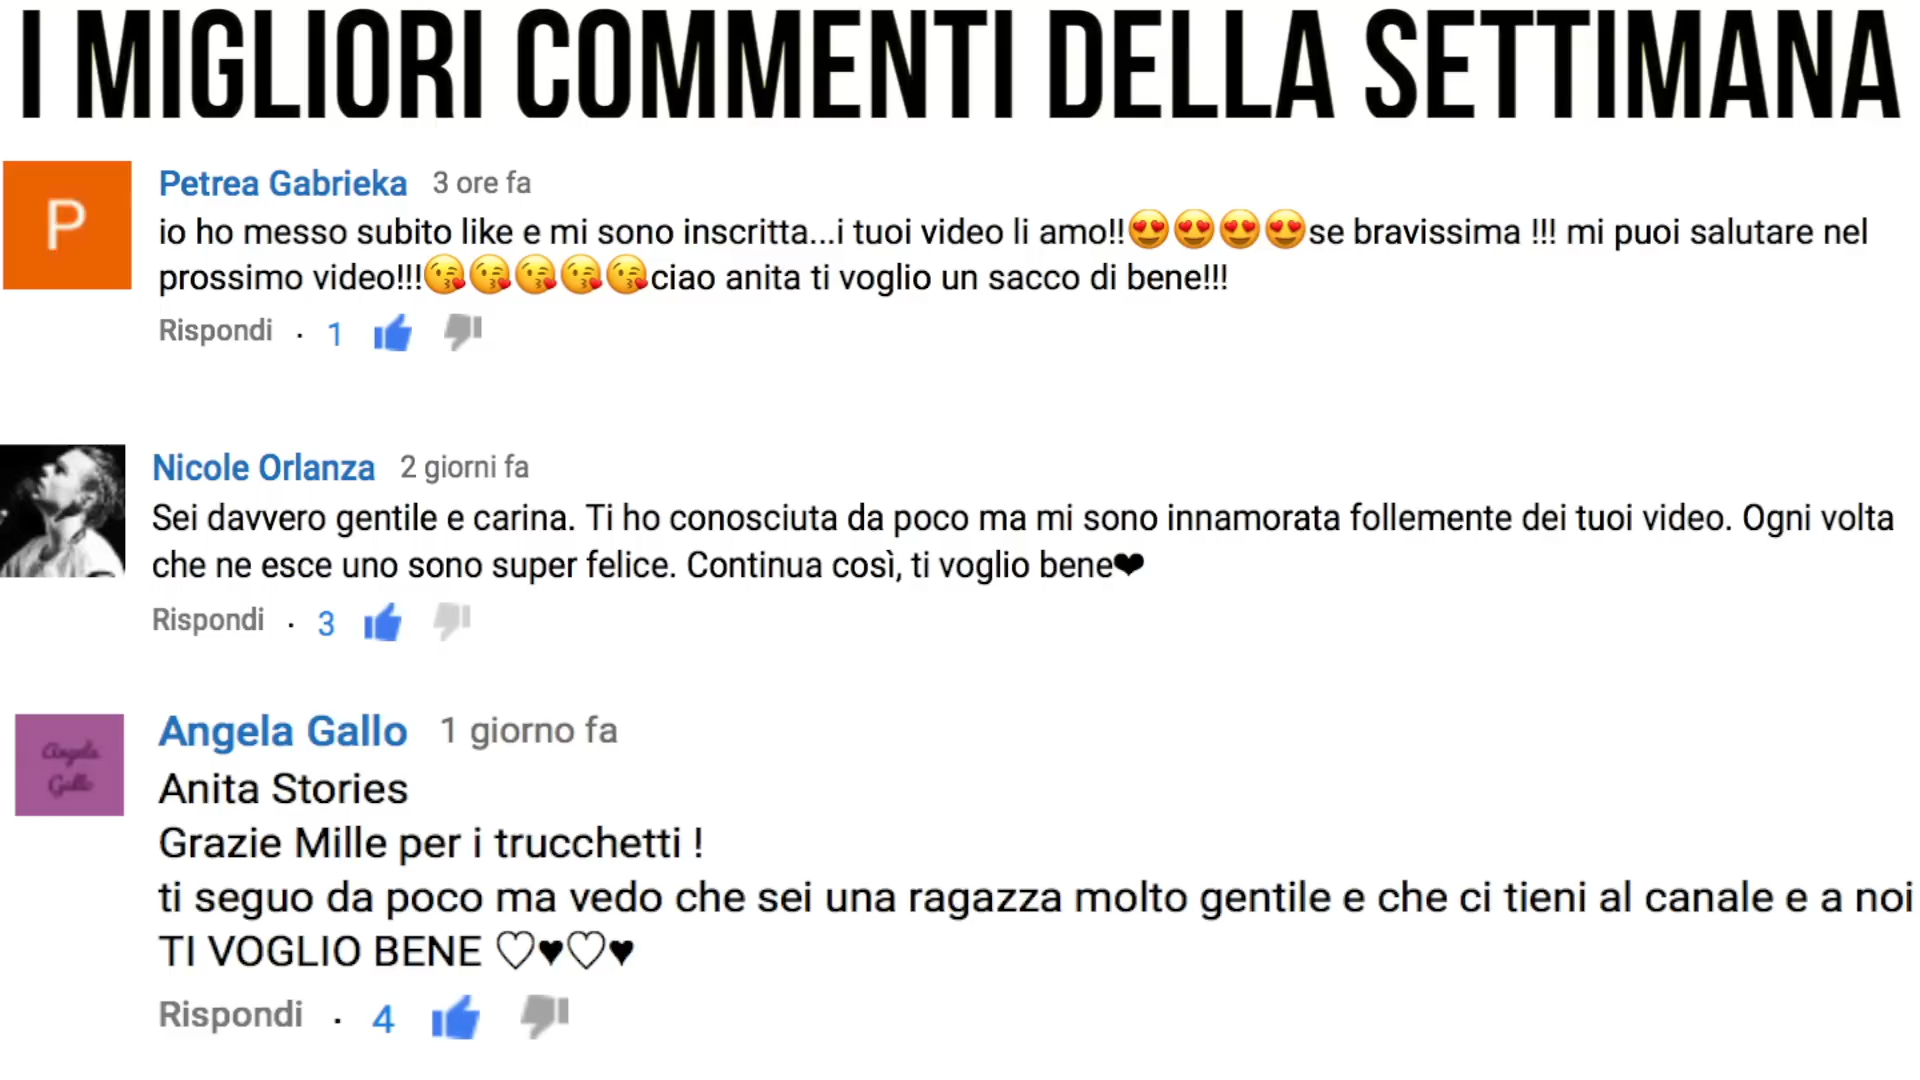 I MIGLIORI COMMENTI DELLA SETTIMANA
P
Petrea Gabrieka 3 ore fa
io ho messo subito like e mi sono inscritta...i tuoi video li amo!!😍😍😍😍se bravissima !!! mi puoi salutare nel
prossimo video!!!😘😘😘😘😘ciao anita ti voglio un sacco di bene!!!
Rispondi · 1
Nicole Orlanza 2 giorni fa
Sei davvero gentile e carina. Ti ho conosciuta da poco ma mi sono innamorata follemente dei tuoi video. Ogni volta
che ne esce uno sono super felice. Continua così, ti voglio bene❤
Rispondi · 3
Angela
Gallo
Angela Gallo 1 giorno fa
Anita Stories
Grazie Mille per i trucchetti !
ti seguo da poco ma vedo che sei una ragazza molto gentile e che ci tieni al canale e a noi
TI VOGLIO BENE ♡♥♡♥
Rispondi · 4